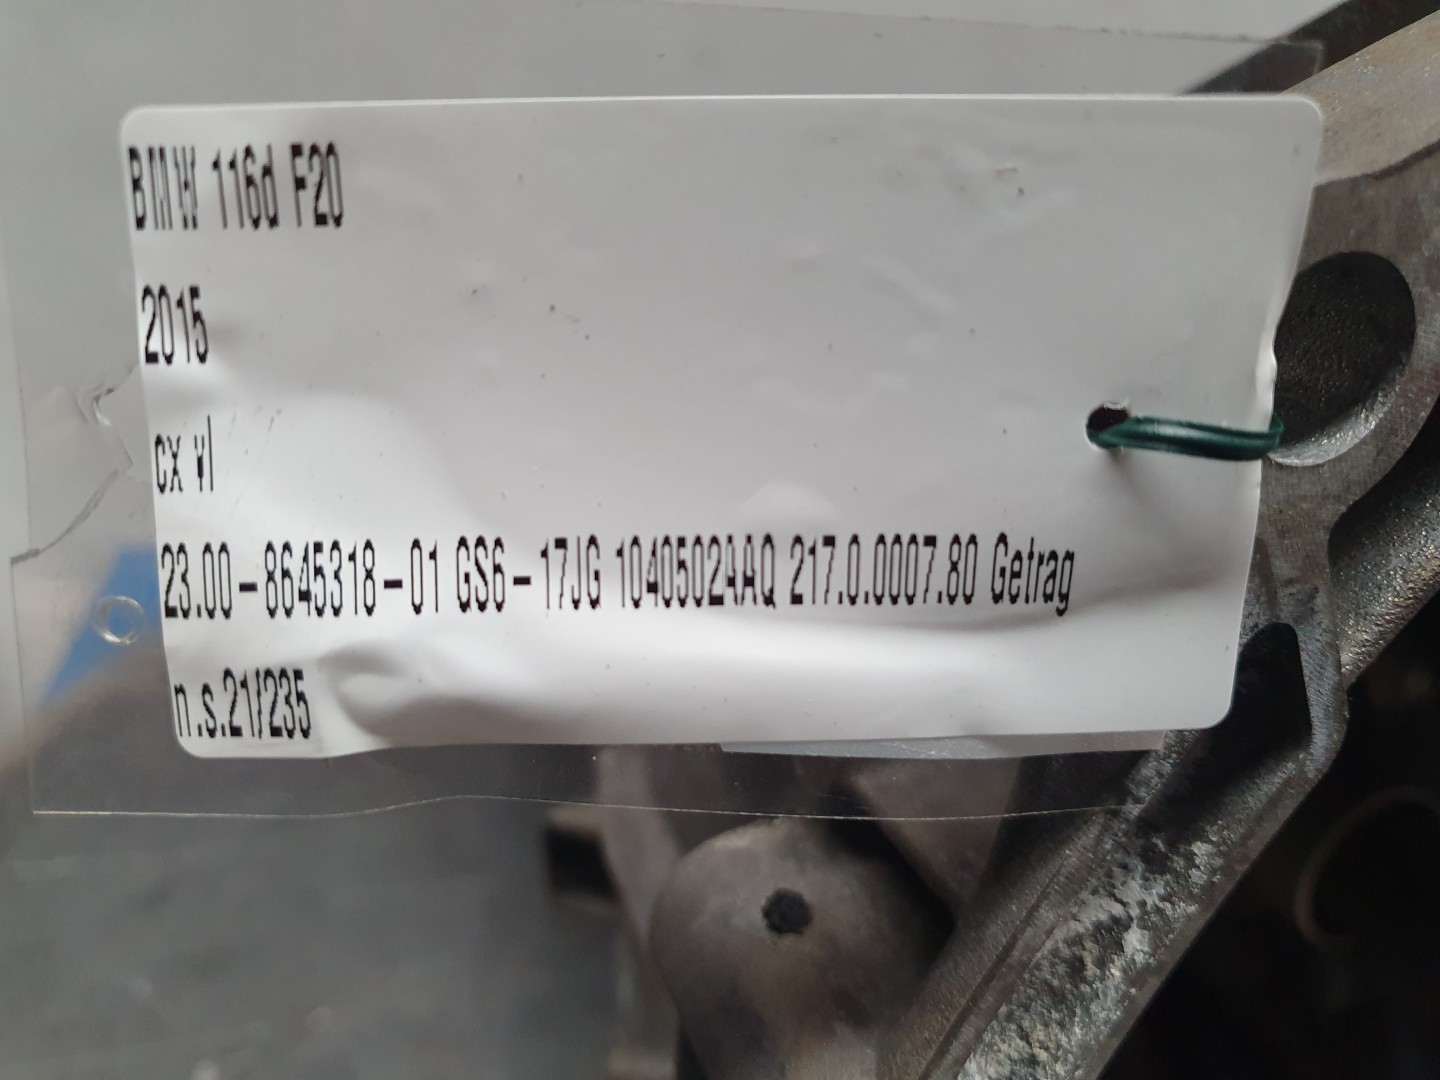 BMW 116d F20
2015
cx vl
23.00-8645318-01 GS6-17JG 1040502AAQ 217.0.0007.80 Getrag
n.s.21/235